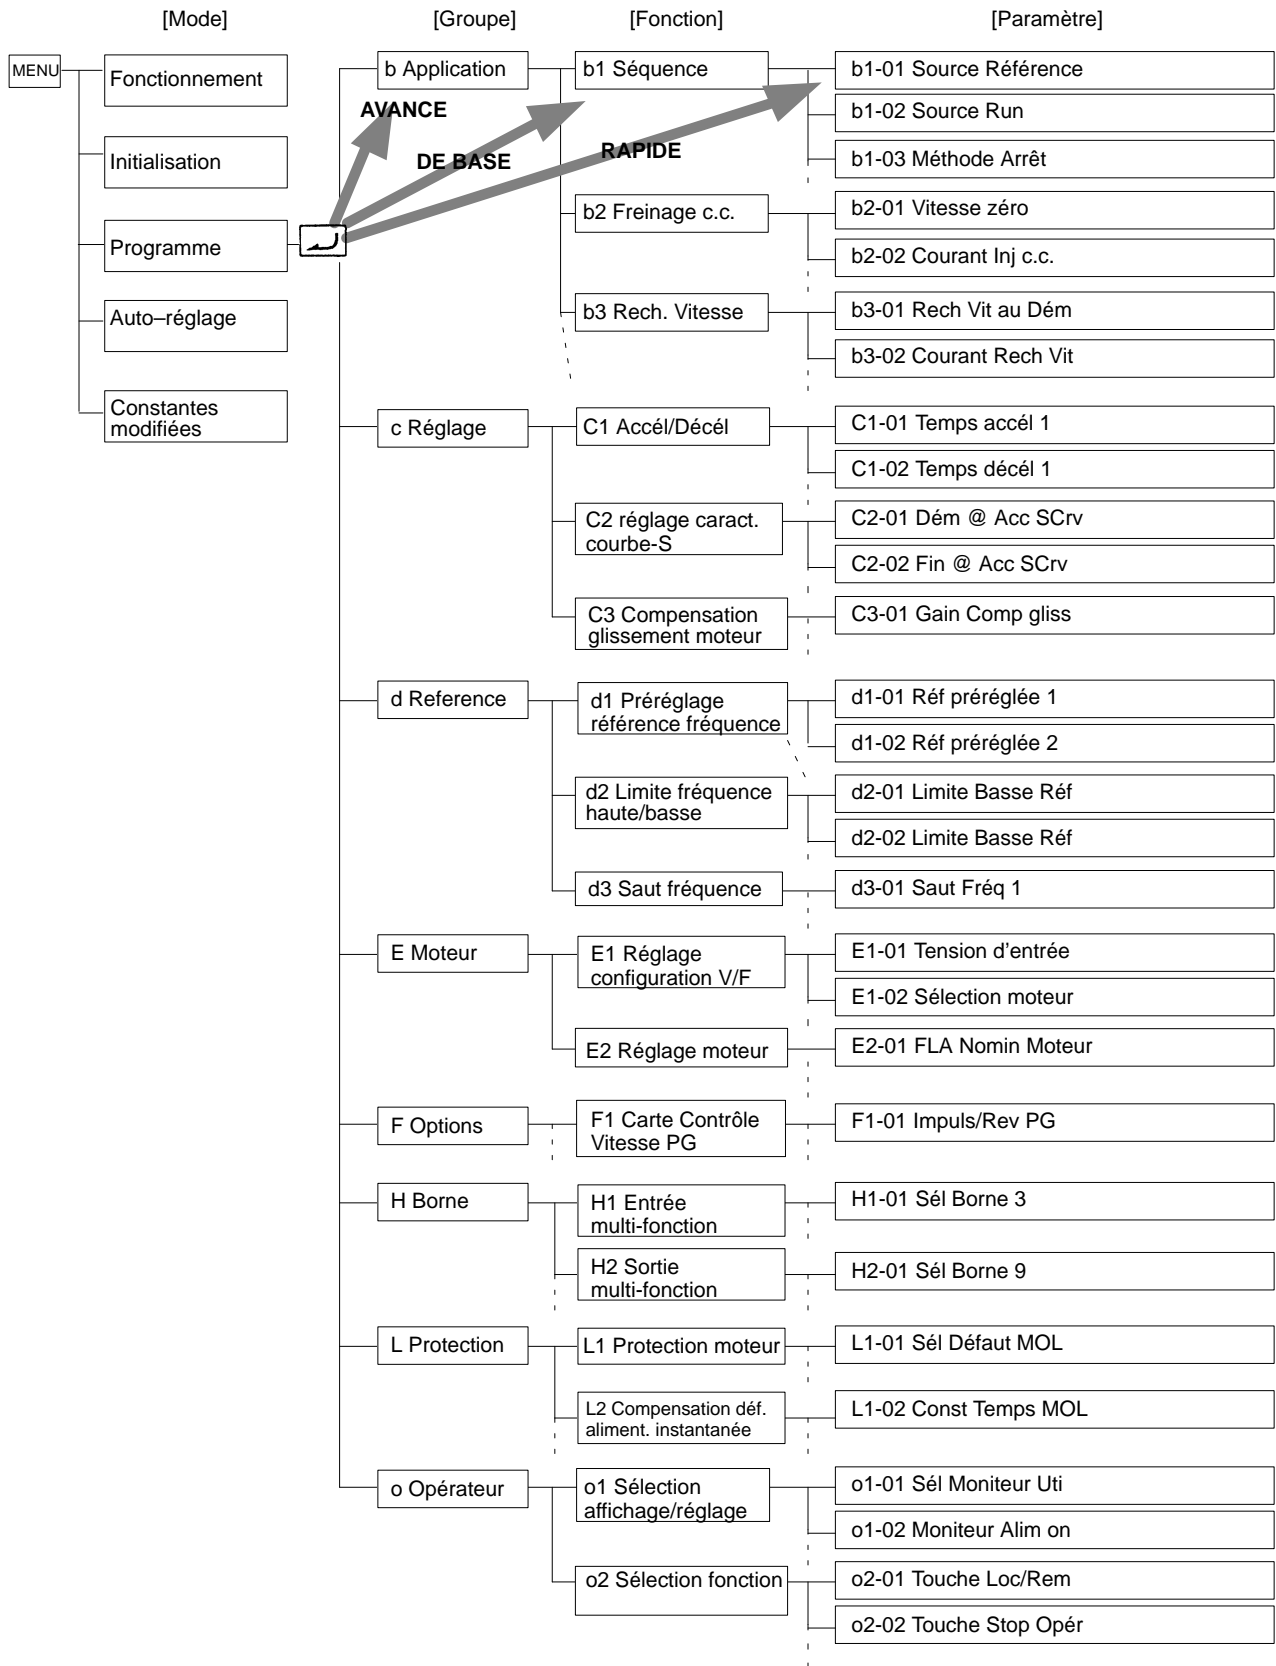 [Mode]
[Groupe]
[Fonction]
[Paramètre]
MENU
Fonctionnement
Initialisation
Programme
Auto–réglage
Constantes
modifiées
AVANCE
DE BASE
RAPIDE
b Application
b1 Séquence
b1-01 Source Référence
b1-02 Source Run
b1-03 Méthode Arrêt
b2 Freinage c.c.
b2-01 Vitesse zéro
b2-02 Courant Inj c.c.
b3 Rech. Vitesse
b3-01 Rech Vit au Dém
b3-02 Courant Rech Vit
c Réglage
C1 Accél/Décél
C1-01 Temps accél 1
C1-02 Temps décél 1
C2 réglage caract.
courbe-S
C2-01 Dém @ Acc SCrv
C2-02 Fin @ Acc SCrv
C3 Compensation
glissement moteur
C3-01 Gain Comp gliss
d Reference
d1 Préréglage
référence fréquence
d1-01 Réf préréglée 1
d1-02 Réf préréglée 2
d2 Limite fréquence
haute/basse
d2-01 Limite Basse Réf
d2-02 Limite Basse Réf
d3 Saut fréquence
d3-01 Saut Fréq 1
E Moteur
E1 Réglage
configuration V/F
E1-01 Tension d’entrée
E1-02 Sélection moteur
E2 Réglage moteur
E2-01 FLA Nomin Moteur
F Options
F1 Carte Contrôle
Vitesse PG
F1-01 Impuls/Rev PG
H Borne
H1 Entrée
multi-fonction
H1-01 Sél Borne 3
H2 Sortie
multi-fonction
H2-01 Sél Borne 9
L Protection
L1 Protection moteur
L1-01 Sél Défaut MOL
L2 Compensation déf.
aliment. instantanée
L1-02 Const Temps MOL
o Opérateur
o1 Sélection
affichage/réglage
o1-01 Sél Moniteur Uti
o1-02 Moniteur Alim on
o2 Sélection fonction
o2-01 Touche Loc/Rem
o2-02 Touche Stop Opér